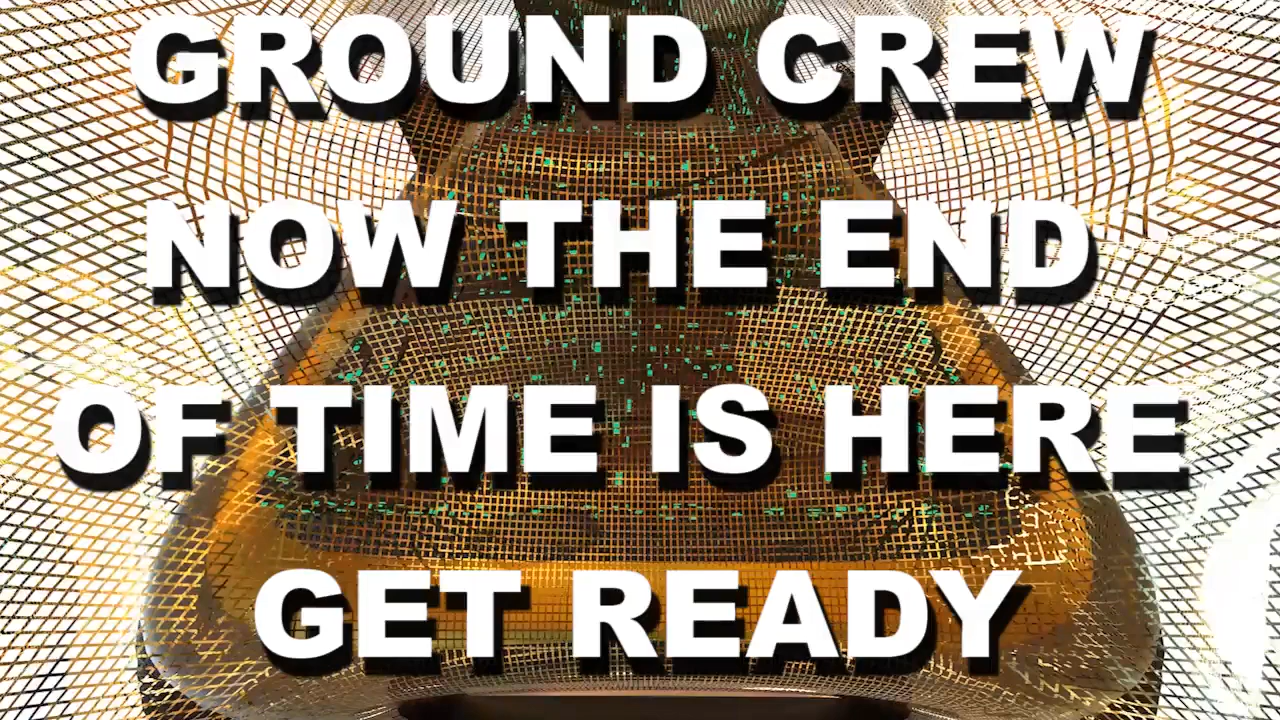 GROUND CREW
NOW THE END
OF TIME IS HERE
GET READY